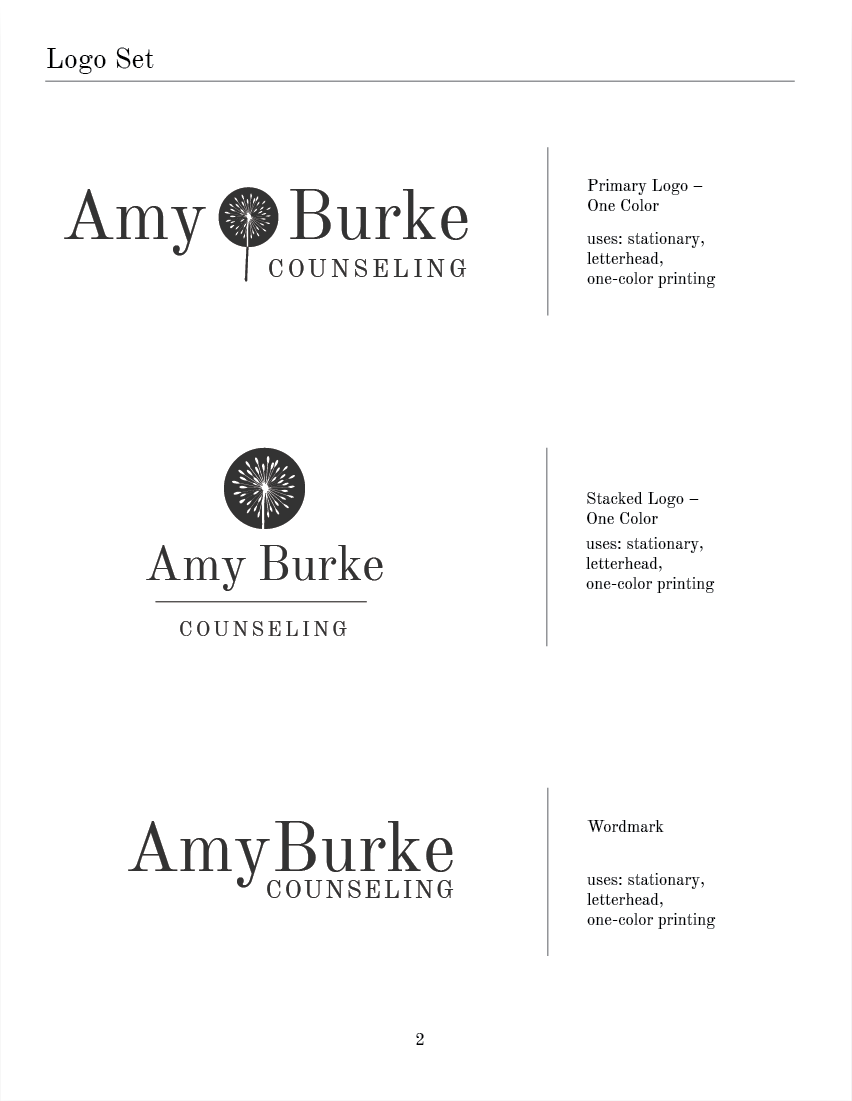 Logo Set
Amy Burke
COUNSELING
Primary Logo –
One Color
uses: stationary,
letterhead,
one-color printing
Amy Burke
COUNSELING
Stacked Logo –
One Color
uses: stationary,
letterhead,
one-color printing
AmyBurke
COUNSELING
Wordmark
uses: stationary,
letterhead,
one-color printing
2